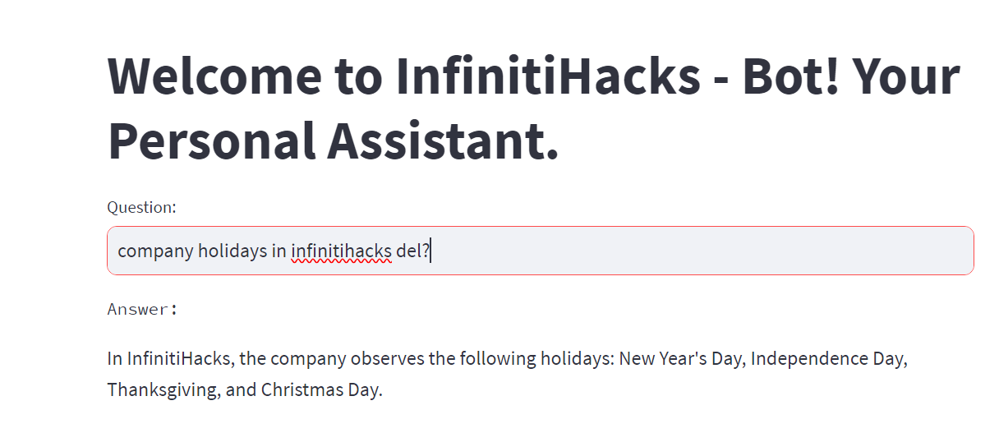 Welcome to InfinitiHacks - Bot! Your
Personal Assistant.
Question:
company holidays in infinitihacks del?
Answer:
In InfinitiHacks, the company observes the following holidays: New Year's Day, Independence Day,
Thanksgiving, and Christmas Day.